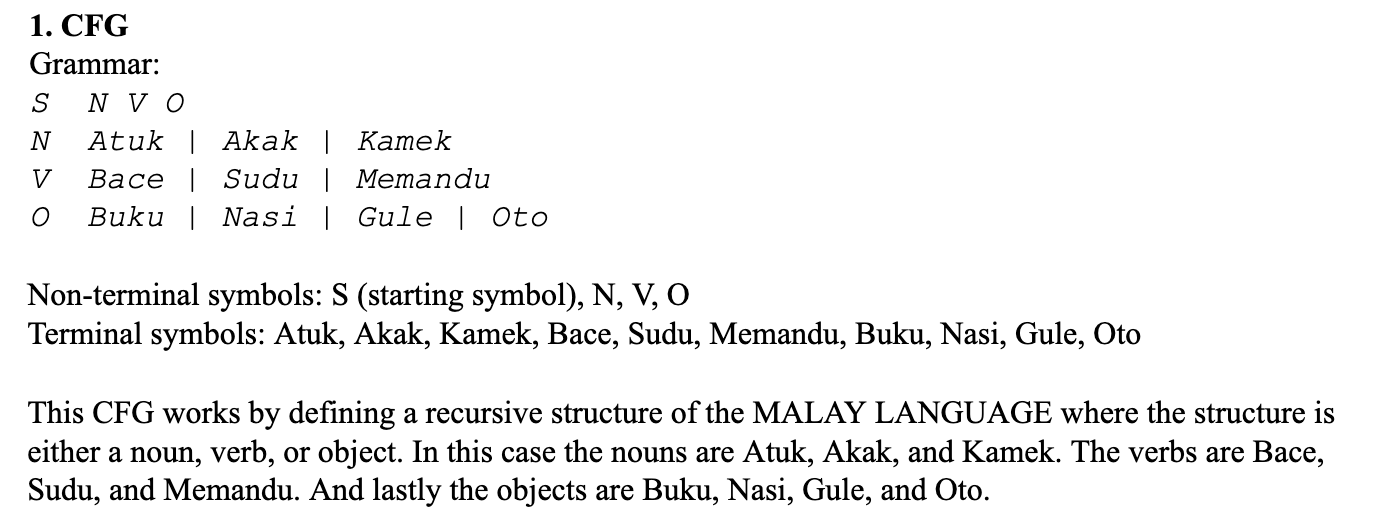 1. CFG
Grammar:
S N V O
N Atuk | Akak | Kamek
V Bace | Sudu | Memandu
O Buku | Nasi | Gule | Oto
Non-terminal symbols: S (starting symbol), N, V, O
Terminal symbols: Atuk, Akak, Kamek, Bace, Sudu, Memandu, Buku, Nasi, Gule, Oto
This CFG works by defining a recursive structure of the MALAY LANGUAGE where the structure is
either a noun, verb, or object. In this case the nouns are Atuk, Akak, and Kamek. The verbs are Bace,
Sudu, and Memandu. And lastly the objects are Buku, Nasi, Gule, and Oto.